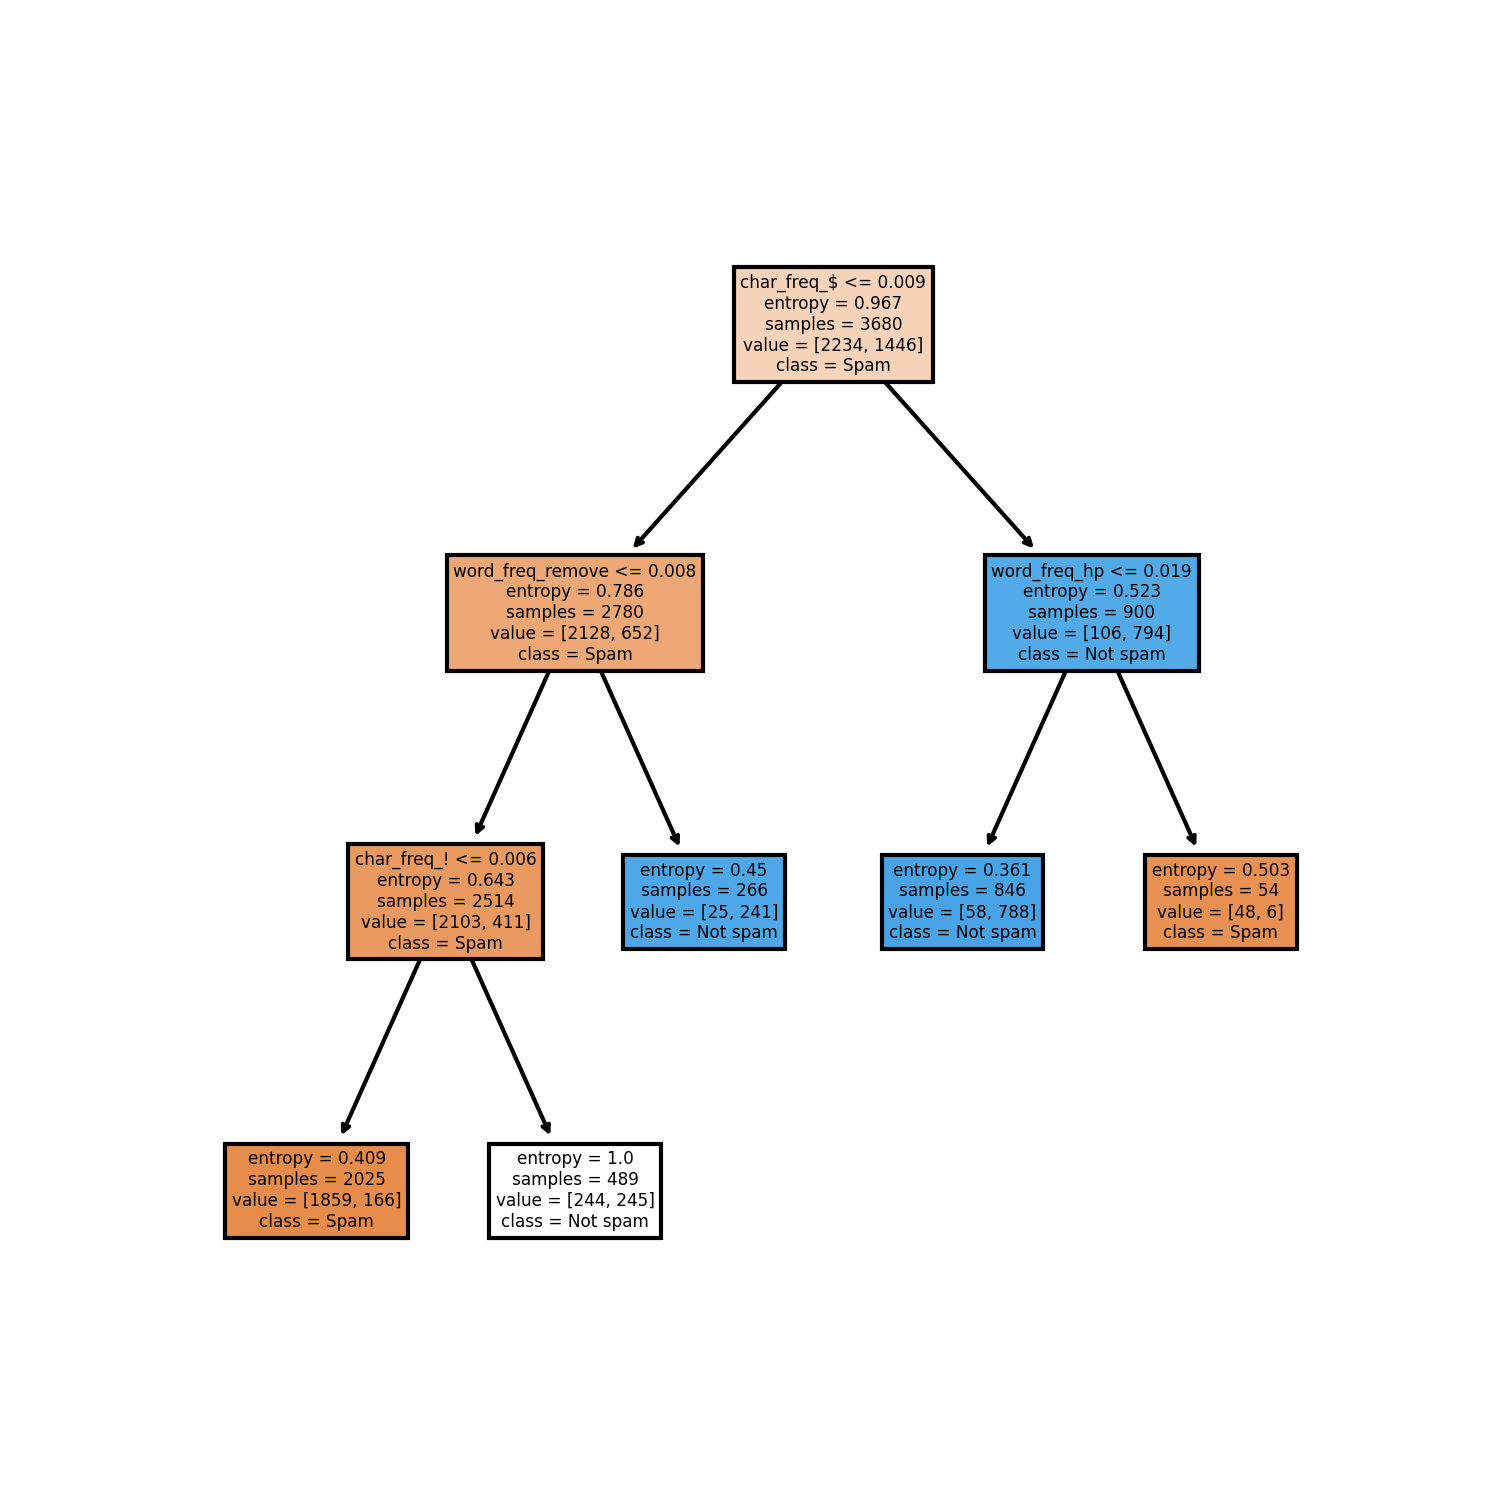 char_freq_$ <= 0.009
entropy = 0.967
samples = 3680
value = [2234, 1446]
class = Spam
word_freq_remove <= 0.008
entropy = 0.786
samples = 2780
value = [2128, 652]
class = Spam
word_freq_hp <= 0.019
entropy = 0.523
samples = 900
value = [106, 794]
class = Not spam
char_freq_! <= 0.006
entropy = 0.643
samples = 2514
value = [2103, 411]
class = Spam
entropy = 0.45
samples = 266
value = [25, 241]
class = Not spam
entropy = 0.361
samples = 846
value = [58, 788]
class = Not spam
entropy = 0.503
samples = 54
value = [48, 6]
class = Spam
entropy = 0.409
samples = 2025
value = [1859, 166]
class = Spam
entropy = 1.0
samples = 489
value = [244, 245]
class = Not spam